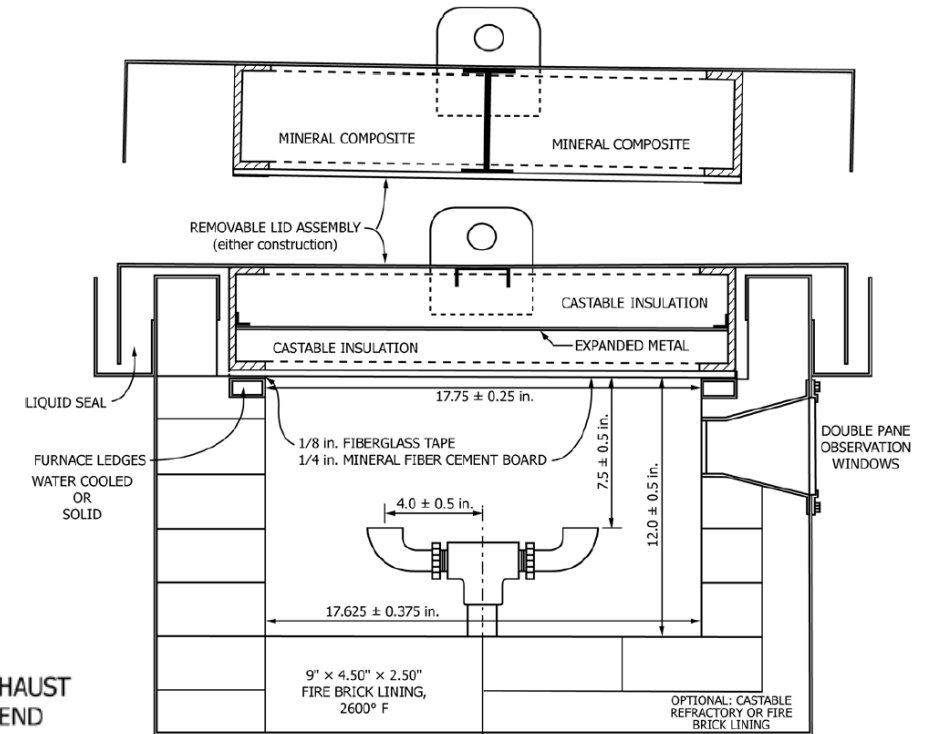 MINERAL COMPOSITE
MINERAL COMPOSITE
REMOVABLE LID ASSEMBLY
(either construction)
CASTABLE INSULATION
EXPANDED METAL
CASTABLE INSULATION
LIQUID SEAL
17.75 ± 0.25 in.
1/8 in. FIBERGLASS TAPE
1/4 in. MINERAL FIBER CEMENT BOARD
7.5 ± 0.5 in.
12.0 ± 0.5 in.
DOUBLE PANE
OBSERVATION
WINDOWS
FURNACE LEDGES
WATER COOLED
OR
SOLID
4.0 ± 0.5 in.
17.625 ± 0.375 in.
9" × 4.50" × 2.50"
FIRE BRICK LINING,
2600° F
OPTIONAL: CASTABLE
REFRACTORY OR FIRE
BRICK LINING
HAUST
END